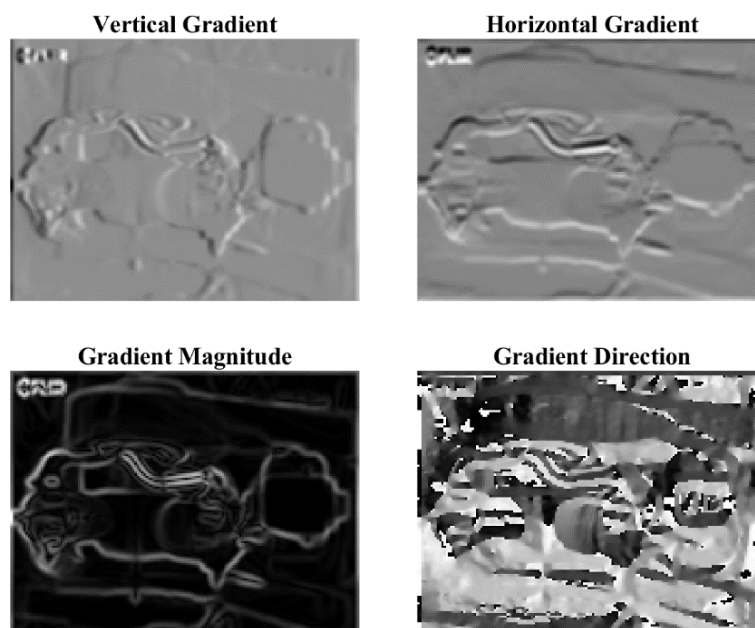 Vertical Gradient
Horizontal Gradient
Gradient Magnitude
Gradient Direction